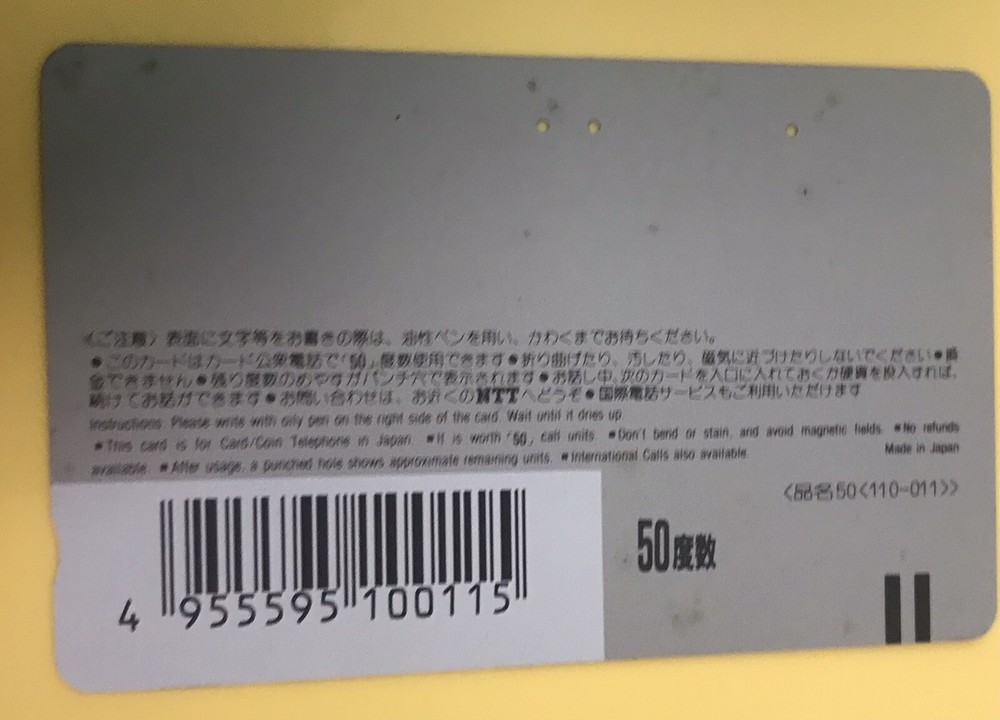 〈ご注意〉表面に文字等をお書きの際は、油性ペンを用い、かわくまでお待ちください。
●このカードはカード公衆電話で「50」度数使用できます●折り曲げたり、汚したり、磁気に近づけたりしないでください●換
金できません●残り度数のめやすがパンチ穴で表示されます●お話し中、次のカードを入口に入れておくか硬貨を投入すれば、
続けてお話ができます●お問い合わせは、お近くのNTTへどうぞ●国際電話サービスもご利用いただけます
Instructions: Please write with oily pen on the right side of the card. Wait until it dries up.
●This card is for Card/Coin Telephone in Japan. ●It is worth「50」call units. ●Don't bend or stain, and avoid magnetic fields. ●No refunds
available. ●After usage, a punched hole shows approximate remaining units. ●International Calls also available.
Made in Japan
<品名50<110-011>>
50度数
4 955595 100115